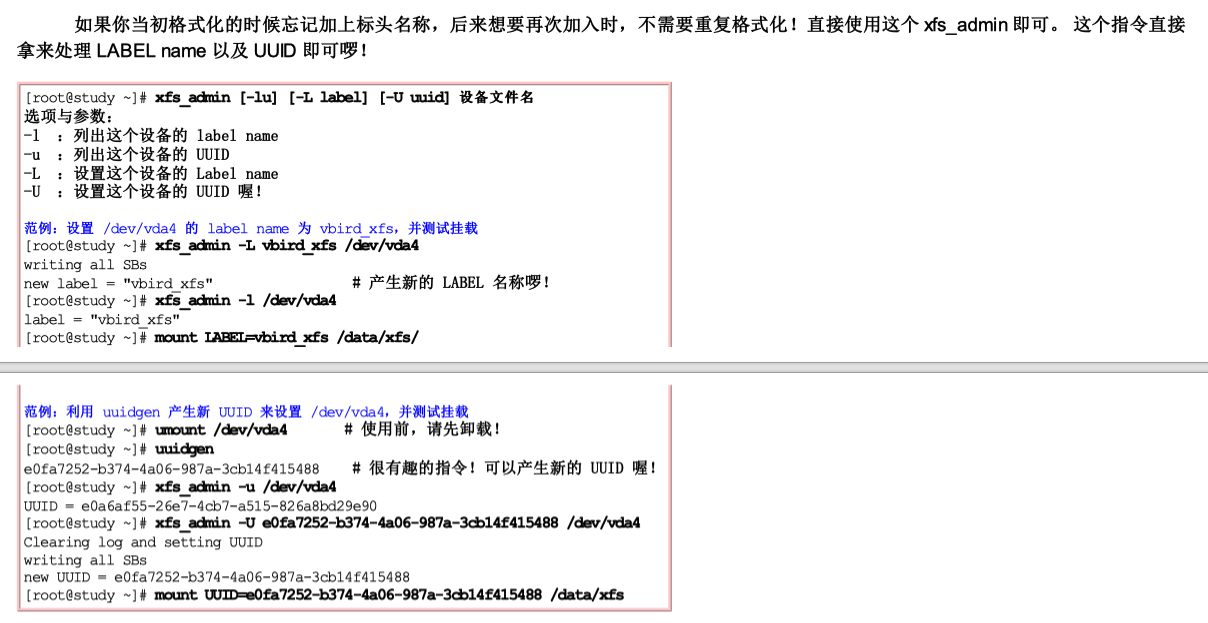 如果你当初格式化的时候忘记加上标头名称，后来想要再次加入时，不需要重复格式化！直接使用这个 xfs_admin 即可。 这个指令直接
拿来处理 LABEL name 以及 UUID 即可啰！
[root@study ~]# xfs_admin [-lu] [-L label] [-U uuid] 设备文件名
选项与参数：
-l ：列出这个设备的 label name
-u ：列出这个设备的 UUID
-L ：设置这个设备的 Label name
-U ：设置这个设备的 UUID 喔！
范例：设置 /dev/vda4 的 label name 为 vbird_xfs，并测试挂载
[root@study ~]# xfs_admin -L vbird_xfs /dev/vda4
writing all SBs
new label = "vbird_xfs" # 产生新的 LABEL 名称啰！
[root@study ~]# xfs_admin -l /dev/vda4
label = "vbird_xfs"
[root@study ~]# mount LABEL=vbird_xfs /data/xfs/
范例：利用 uuidgen 产生新 UUID 来设置 /dev/vda4，并测试挂载
[root@study ~]# umount /dev/vda4 # 使用前，请先卸载！
[root@study ~]# uuidgen
e0fa7252-b374-4a06-987a-3cb14f415488 # 很有趣的指令！可以产生新的 UUID 喔！
[root@study ~]# xfs_admin -u /dev/vda4
UUID = e0a6af55-26e7-4cb7-a515-826a8bd29e90
[root@study ~]# xfs_admin -U e0fa7252-b374-4a06-987a-3cb14f415488 /dev/vda4
Clearing log and setting UUID
writing all SBs
new UUID = e0fa7252-b374-4a06-987a-3cb14f415488
[root@study ~]# mount UUID=e0fa7252-b374-4a06-987a-3cb14f415488 /data/xfs